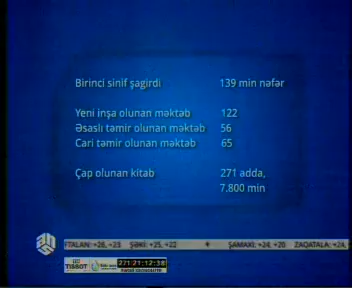 Birinci sinif şagirdi 139 min nəfər
Yeni inşa olunan məktəb 122
Əsaslı təmir olunan məktəb 56
Cari təmir olunan məktəb 65
Çap olunan kitab 271 adda,
7.800 min
FTALAN: +26, +23 ŞƏKİ: +25, +22 ŞAMAXI: +24, +20 ZAQATALA: +24,
TISSOT 271:21:12:38